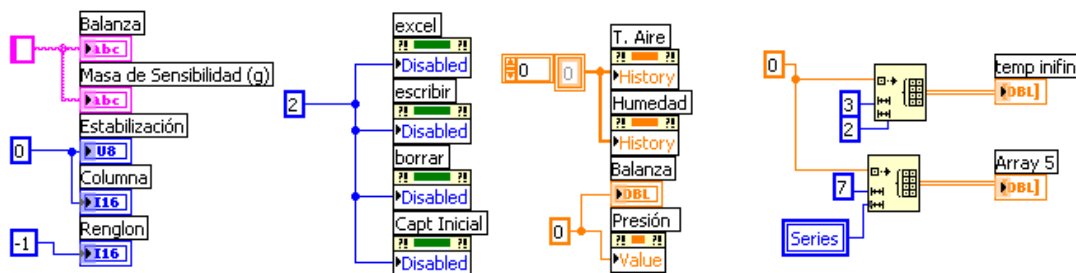 Balanza
abc
Masa de Sensibilidad (g)
abc
Estabilización
0
U8
Columna
I16
Renglon
-1
I16
excel
?! ?!
Disabled
escribir
2
?! ?!
Disabled
borrar
?! ?!
Disabled
Capt Inicial
?! ?!
Disabled
T. Aire
?! ?!
0
0
History
Humedad
?! ?!
History
Balanza
DBL
Presión
0
?! ?!
Value
0
temp inifin
DBL]
3
2
Array 5
DBL]
7
Series